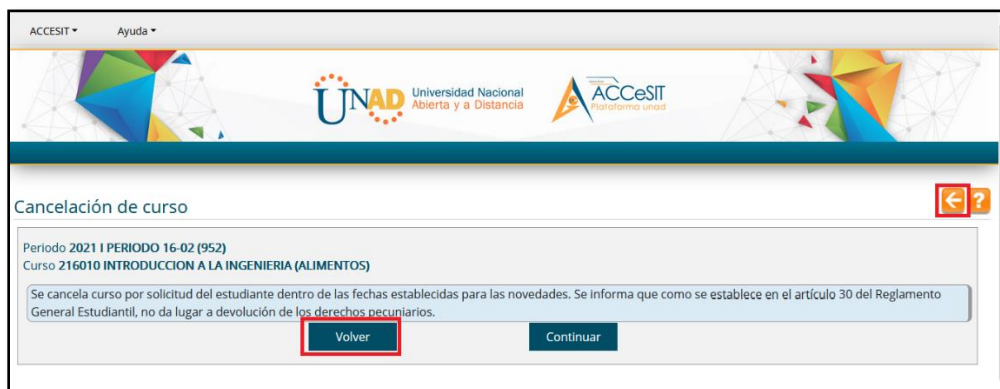 ACCESIT Ayuda
UNAD Universidad Nacional
Abierta y a Distancia
ACCeSIT
Plataforma unad
Cancelación de curso
?
Periodo 2021 I PERIODO 16-02 (952)
Curso 216010 INTRODUCCION A LA INGENIERIA (ALIMENTOS)
Se cancela curso por solicitud del estudiante dentro de las fechas establecidas para las novedades. Se informa que como se establece en el artículo 30 del Reglamento
General Estudiantil, no da lugar a devolución de los derechos pecuniarios.
Volver Continuar